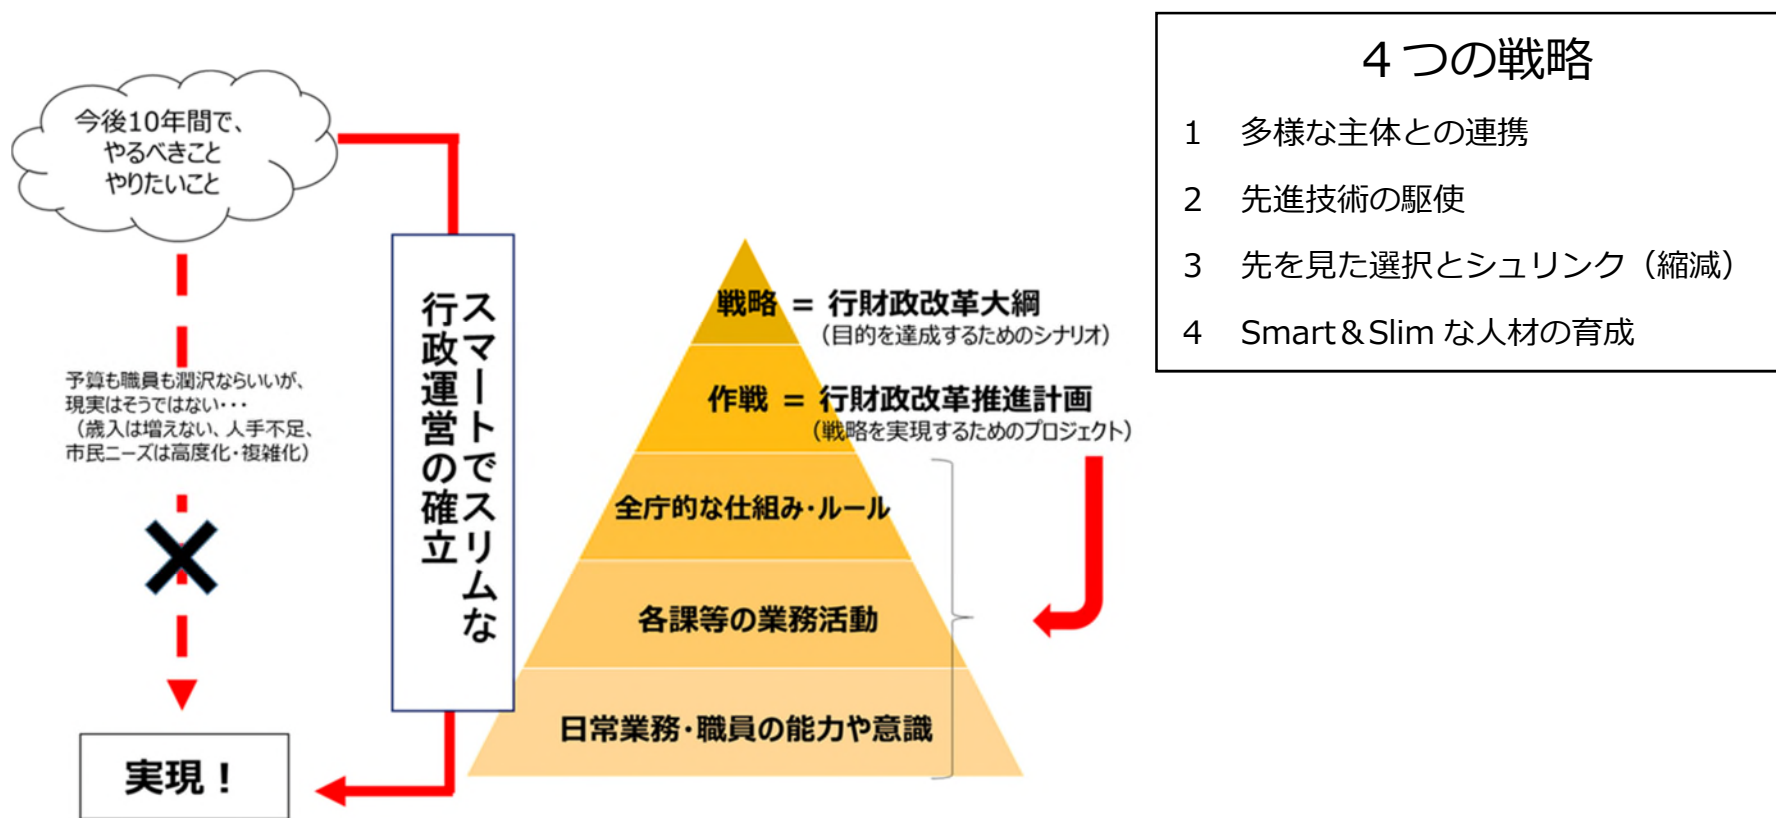 今後10年間で、
やるべきこと
やりたいこと
予算も職員も潤沢ならいいが、
現実はそうではない・・・
（歳入は増えない、人手不足、
市民ニーズは高度化・複雑化）
実現！
スマートでスリムな
行政運営の確立
戦略 ＝ 行財政改革大綱
（目的を達成するためのシナリオ）
作戦 ＝ 行財政改革推進計画
（戦略を実現するためのプロジェクト）
全庁的な仕組み・ルール
各課等の業務活動
日常業務・職員の能力や意識
４つの戦略
1 多様な主体との連携
2 先進技術の駆使
3 先を見た選択とシュリンク（縮減）
4 Smart＆Slim な人材の育成